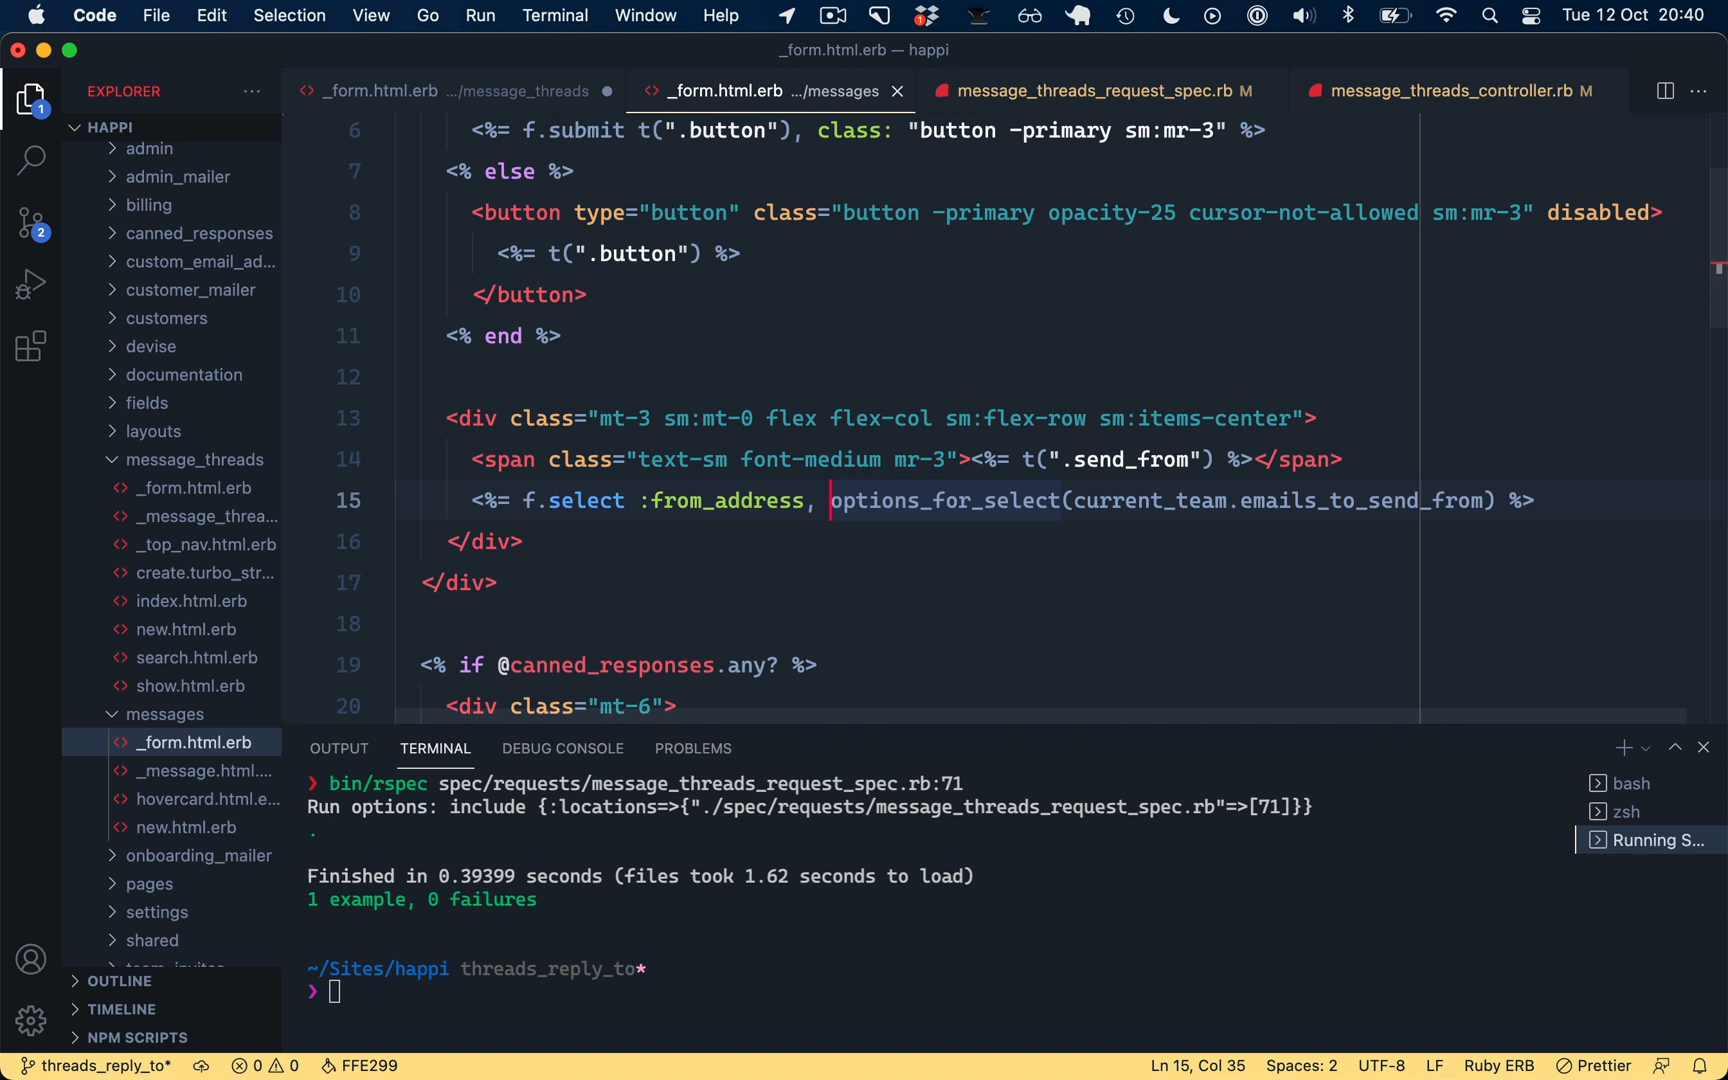 Code File Edit Selection View Go Run Terminal Window Help Tue 12 Oct 20:40
_form.html.erb — happi
EXPLORER
_form.html.erb .../message_threads
_form.html.erb .../messages
message_threads_request_spec.rb M
message_threads_controller.rb M
1
2
HAPPI
admin
admin_mailer
billing
canned_responses
custom_email_ad...
customer_mailer
customers
devise
documentation
fields
layouts
message_threads
_form.html.erb
_message_threa...
_top_nav.html.erb
create.turbo_str...
index.html.erb
new.html.erb
search.html.erb
show.html.erb
messages
_form.html.erb
_message.html....
hovercard.html.e...
new.html.erb
onboarding_mailer
pages
settings
shared
OUTLINE
TIMELINE
NPM SCRIPTS
6 <%= f.submit t(".button"), class: "button -primary sm:mr-3" %>
7 <% else %>
8 <button type="button" class="button -primary opacity-25 cursor-not-allowed sm:mr-3" disabled>
9 <%= t(".button") %>
10 </button>
11 <% end %>
12
13 <div class="mt-3 sm:mt-0 flex flex-col sm:flex-row sm:items-center">
14 <span class="text-sm font-medium mr-3"><%= t(".send_from") %></span>
15 <%= f.select :from_address, options_for_select(current_team.emails_to_send_from) %>
16 </div>
17 </div>
18
19 <% if @canned_responses.any? %>
20 <div class="mt-6">
OUTPUT TERMINAL DEBUG CONSOLE PROBLEMS
❯ bin/rspec spec/requests/message_threads_request_spec.rb:71
Run options: include {:locations=>{"./spec/requests/message_threads_request_spec.rb"=>[71]}}
.
Finished in 0.39399 seconds (files took 1.62 seconds to load)
1 example, 0 failures
~/Sites/happi threads_reply_to*
❯
bash
zsh
Running S...
threads_reply_to* 0 0 FFE299 Ln 15, Col 35 Spaces: 2 UTF-8 LF Ruby ERB Prettier